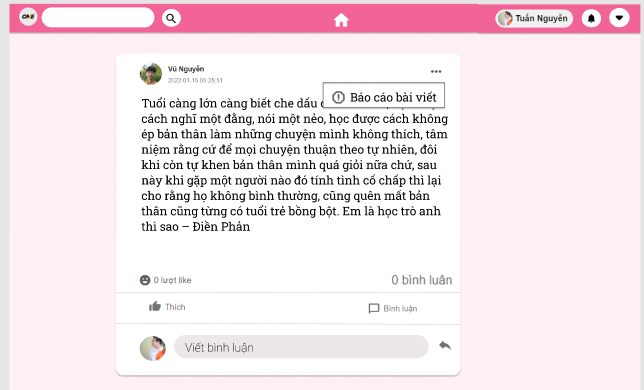 ONE
Tuấn Nguyễn
Vũ Nguyễn
2022-01-15 05:25:51
Báo cáo bài viết
Tuổi càng lớn càng biết che dấu
cách nghĩ một đằng, nói một nẻo, học được cách không
ép bản thân làm những chuyện mình không thích, tâm
niệm rằng cứ để mọi chuyện thuận theo tự nhiên, đôi
khi còn tự khen bản thân mình quá giỏi nữa chứ, sau
này khi gặp một người nào đó tính tình cố chấp thì lại
cho rằng họ không bình thường, cũng quên mất bản
thân cũng từng có tuổi trẻ bồng bột. Em là học trò anh
thì sao – Điền Phản
0 lượt like
0 bình luân
Thích
Bình luận
Viết bình luận